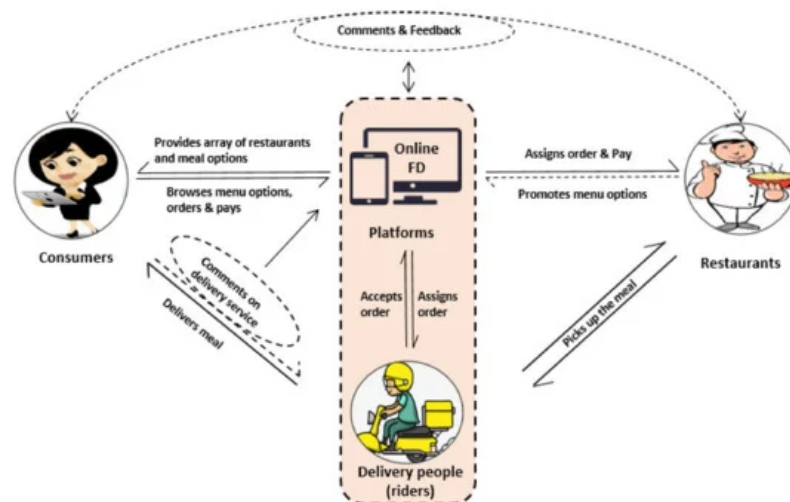 Comments & Feedback
Provides array of restaurants
and meal options
Browses menu options,
orders & pays
Online
FD
Platforms
Assigns order & Pay
Promotes menu options
Consumers
Restaurants
Comments on
delivery service
Delivers meal
Accepts
order
Assigns
order
Picks up the meal
Delivery people
(riders)